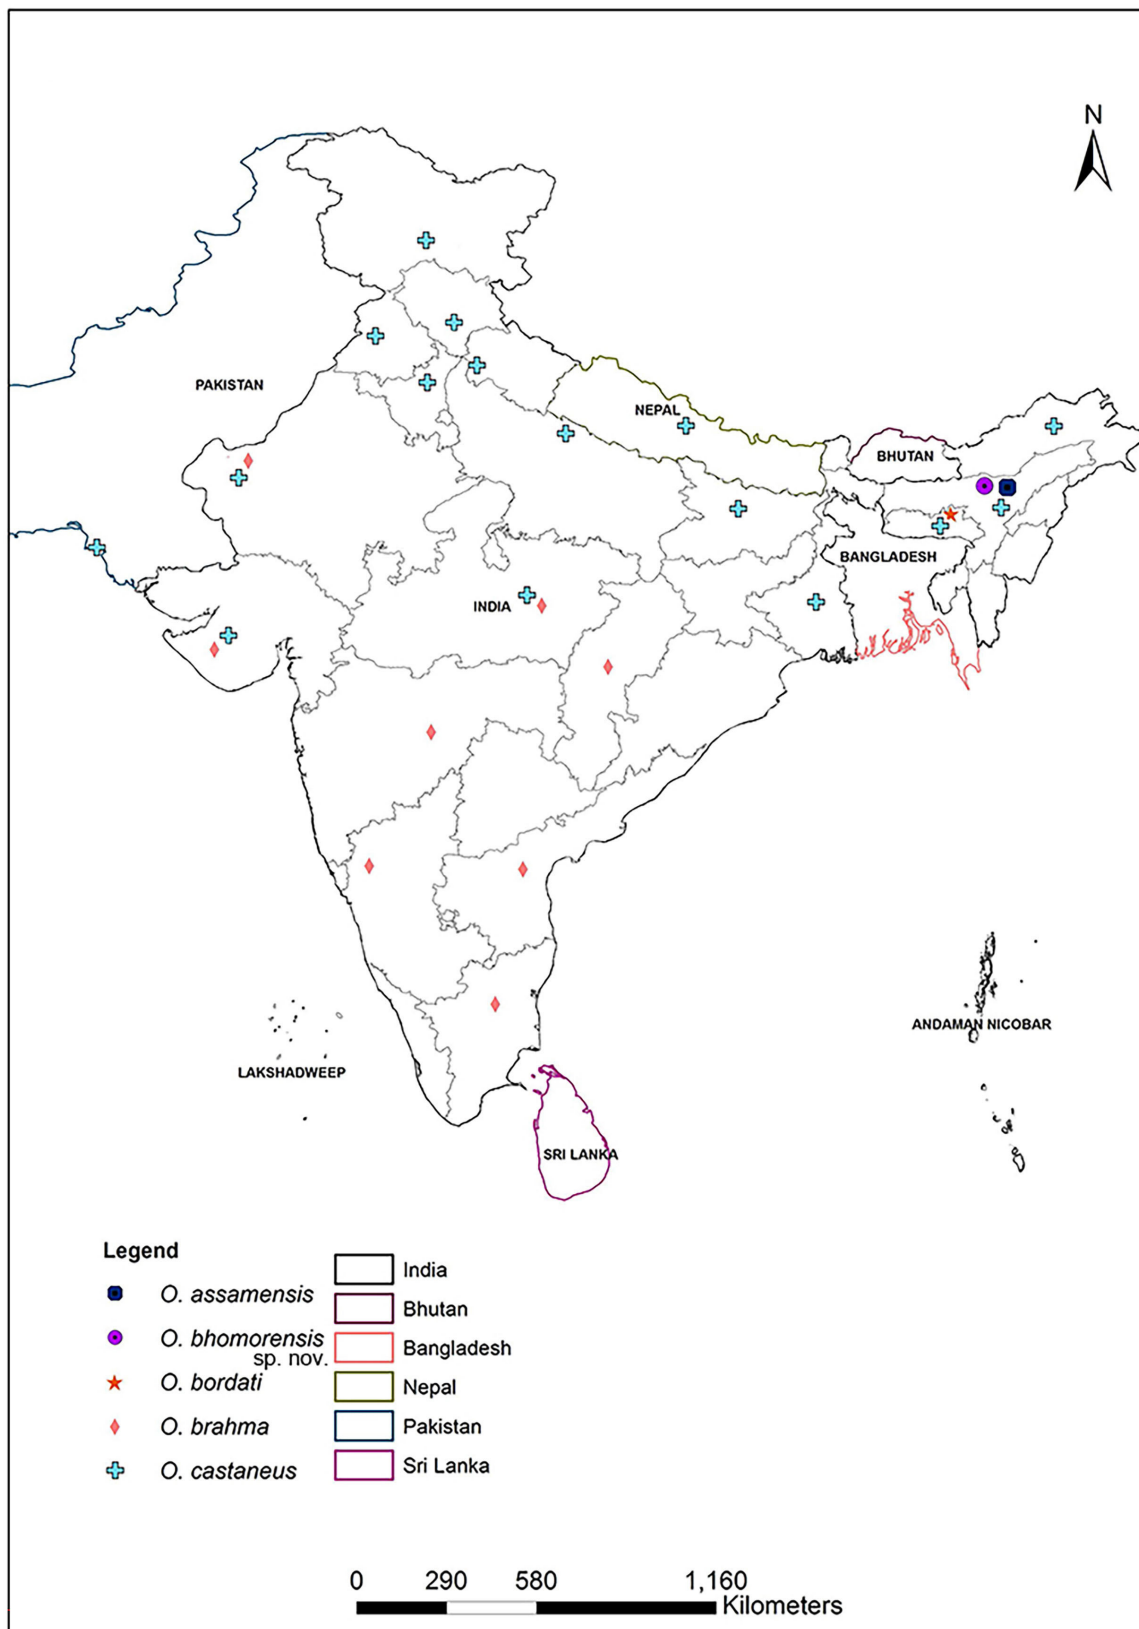 N
PAKISTAN
NEPAL
BHUTAN
BANGLADESH
INDIA
ANDAMAN NICOBAR
LAKSHADWEEP
SRI LANKA
Legend
O. assamensis
O. bhomorensis
sp. nov.
O. bordati
O. brahma
O. castaneus
India
Bhutan
Bangladesh
Nepal
Pakistan
Sri Lanka
0 290 580 1,160
Kilometers